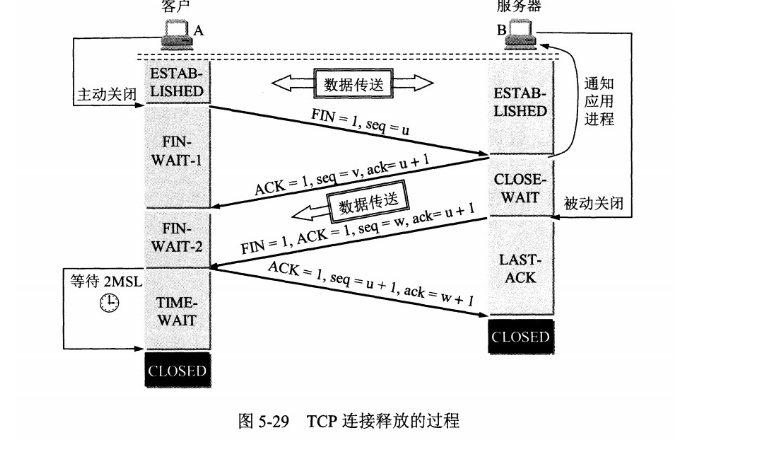 客户
服务器
A
B
ESTAB-
LISHED
数据传送
ESTAB-
LISHED
通知
应用
进程
主动关闭
FIN = 1, seq = u
FIN-
WAIT-1
ACK = 1, seq = v, ack= u + 1
CLOSE-
WAIT
数据传送
被动关闭
FIN-
WAIT-2
FIN = 1, ACK = 1, seq = w, ack= u + 1
LAST-
ACK
等待 2MSL
ACK = 1, seq = u + 1, ack = w + 1
TIME-
WAIT
CLOSED
CLOSED
图 5-29 TCP 连接释放的过程